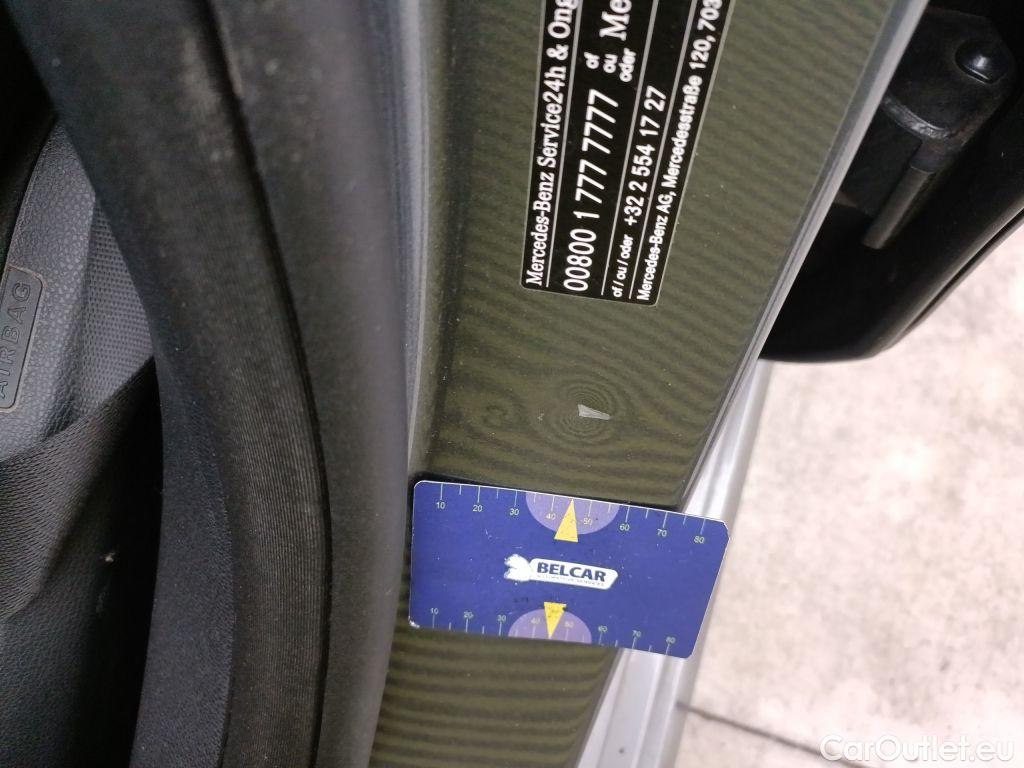 Mercedes-Benz Service24h &
00800 1 777 7777 of ou oder
of / ou / oder +32 2 554 17 27
Mercedes-Benz AG, Mercedesstraße 120, 703
AIRBAG
10 20 30 40 50 60 70 80
BELCAR
10 20 30 40 50 60 70 80
CarOutlet.eu